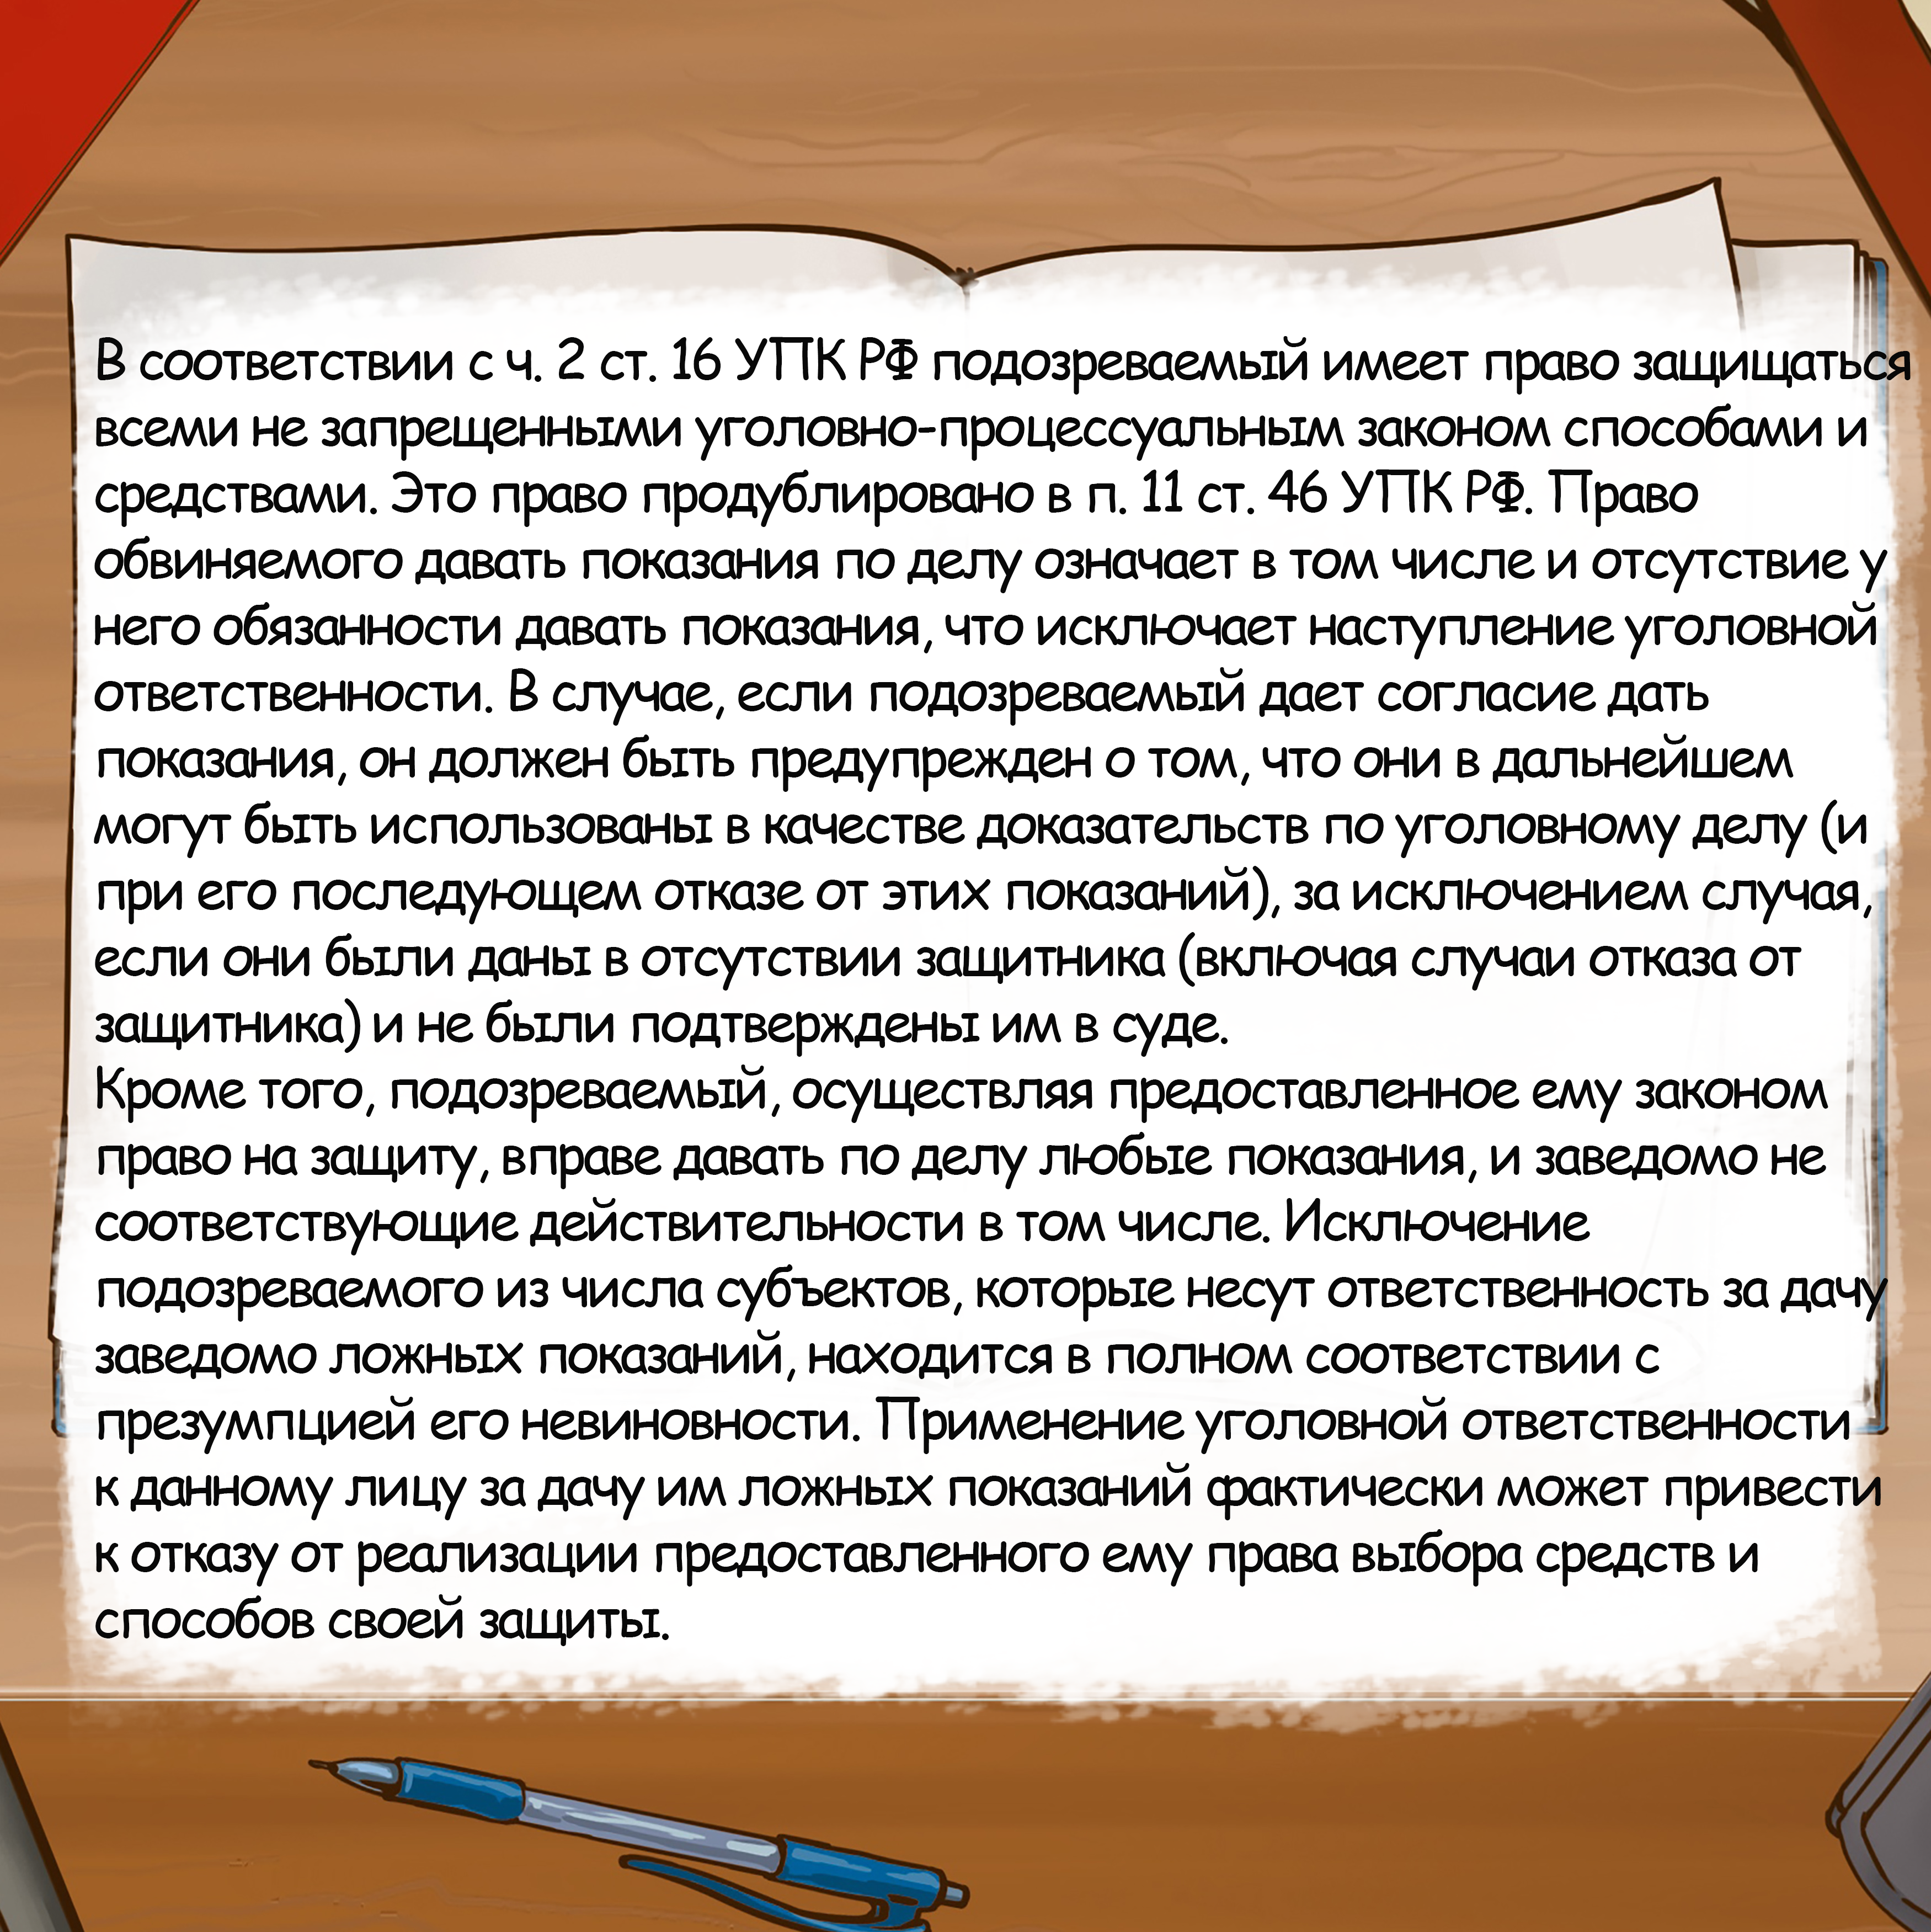 В соответствии с ч. 2 ст. 16 УПК РФ подозреваемый имеет право защищаться
всеми не запрещенными уголовно-процессуальным законом способами и
средствами. Это право продублировано в п. 11 ст. 46 УПК РФ. Право
обвиняемого давать показания по делу означает в том числе и отсутствие у
него обязанности давать показания, что исключает наступление уголовной
ответственности. В случае, если подозреваемый дает согласие дать
показания, он должен быть предупрежден о том, что они в дальнейшем
могут быть использованы в качестве доказательств по уголовному делу (и
при его последующем отказе от этих показаний), за исключением случая,
если они были даны в отсутствии защитника (включая случаи отказа от
защитника) и не были подтверждены им в суде.
Кроме того, подозреваемый, осуществляя предоставленное ему законом
право на защиту, вправе давать по делу любые показания, и заведомо не
соответствующие действительности в том числе. Исключение
подозреваемого из числа субъектов, которые несут ответственность за дачу
заведомо ложных показаний, находится в полном соответствии с
презумпцией его невиновности. Применение уголовной ответственности
к данному лицу за дачу им ложных показаний фактически может привести
к отказу от реализации предоставленного ему права выбора средств и
способов своей защиты.